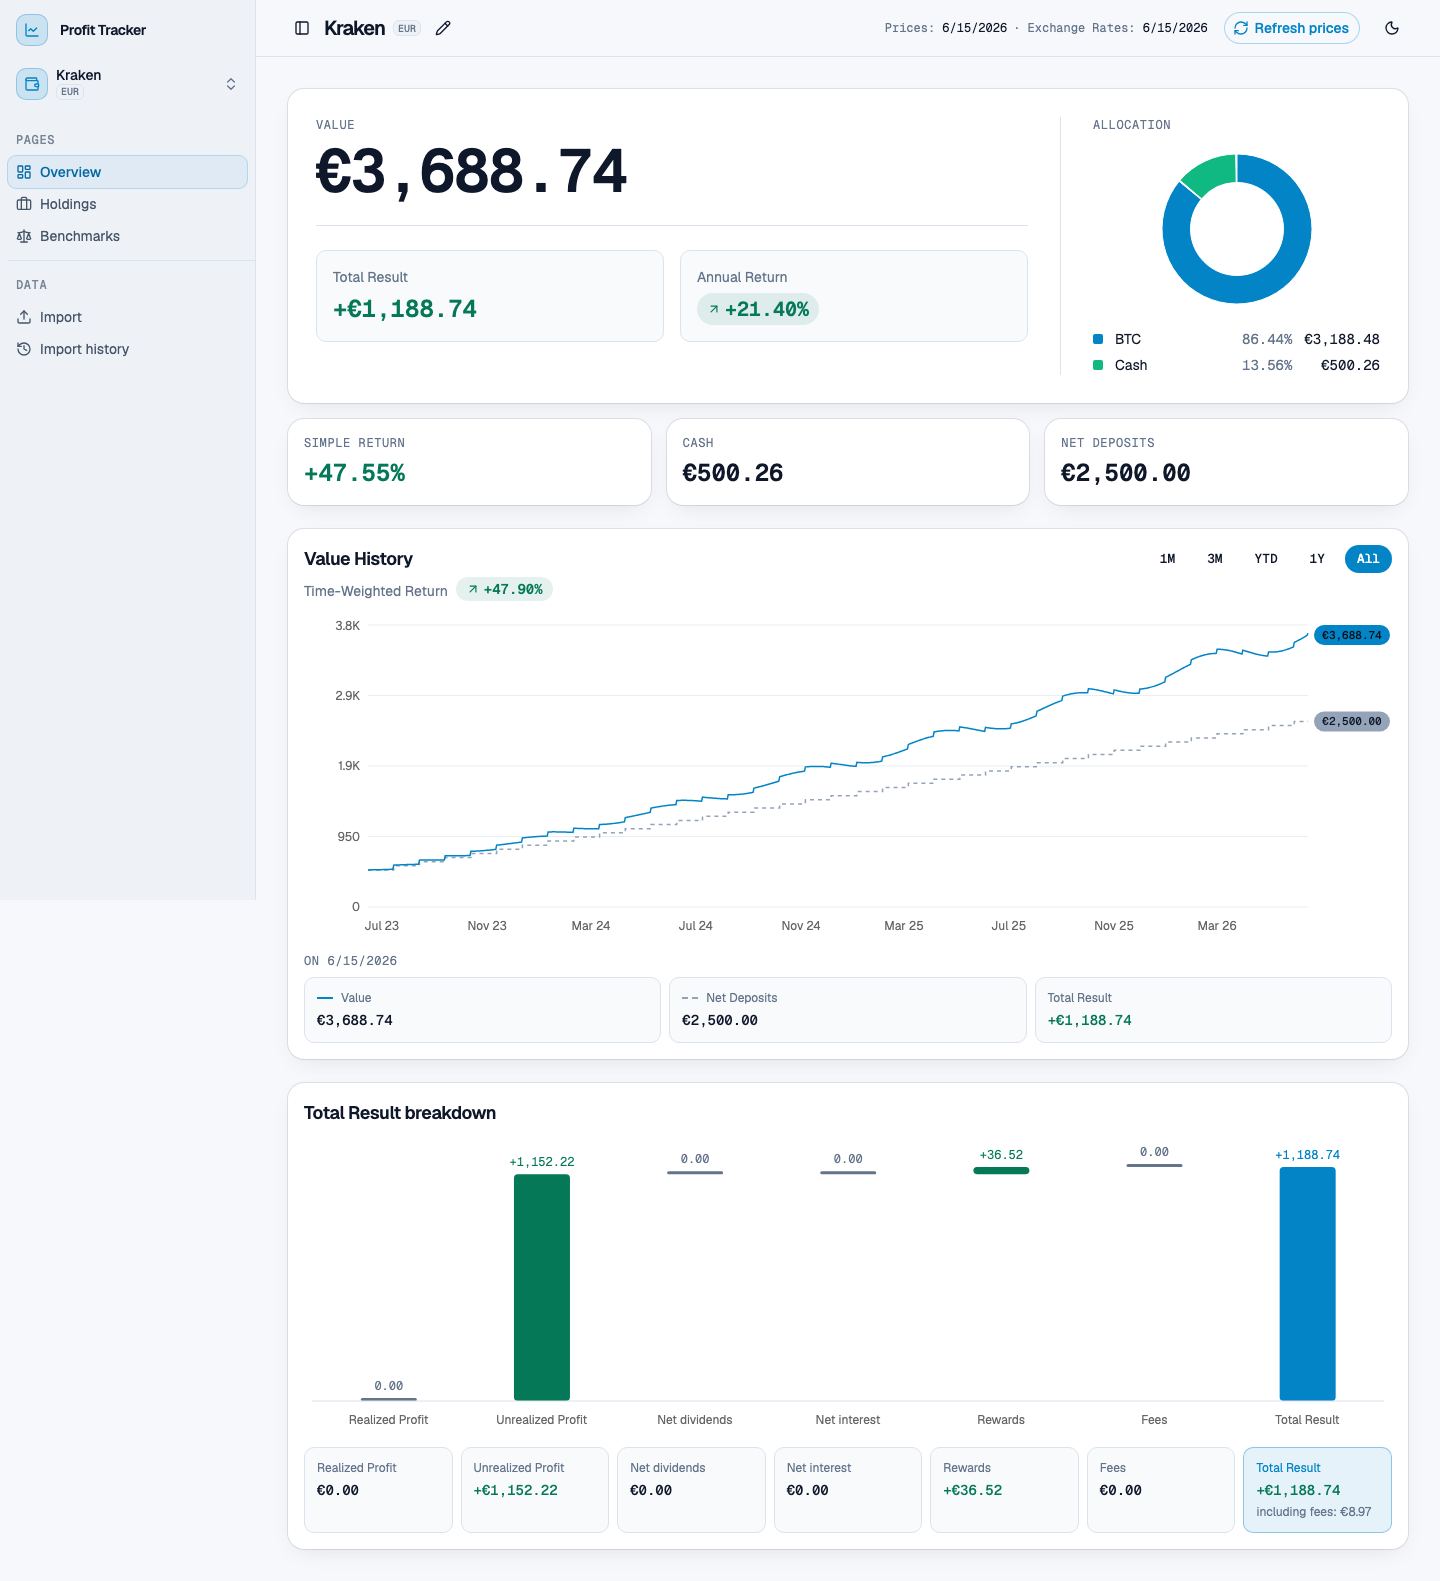 Profit Tracker
Kraken
EUR
PAGES
Overview
Holdings
Benchmarks
DATA
Import
Import history
Kraken EUR
Prices: 6/15/2026 · Exchange Rates: 6/15/2026
Refresh prices
VALUE
€3,688.74
Total Result
+€1,188.74
Annual Return
+21.40%
ALLOCATION
BTC 86.44% €3,188.48
Cash 13.56% €500.26
SIMPLE RETURN
+47.55%
CASH
€500.26
NET DEPOSITS
€2,500.00
Value History
1M 3M YTD 1Y All
Time-Weighted Return +47.90%
3.8K
2.9K
1.9K
950
0
€3,688.74
€2,500.00
Jul 23 Nov 23 Mar 24 Jul 24 Nov 24 Mar 25 Jul 25 Nov 25 Mar 26
ON 6/15/2026
Value
€3,688.74
Net Deposits
€2,500.00
Total Result
+€1,188.74
Total Result breakdown
0.00 +1,152.22 0.00 0.00 +36.52 0.00 +1,188.74
Realized Profit Unrealized Profit Net dividends Net interest Rewards Fees Total Result
Realized Profit
€0.00
Unrealized Profit
+€1,152.22
Net dividends
€0.00
Net interest
€0.00
Rewards
+€36.52
Fees
€0.00
Total Result
+€1,188.74
including fees: €8.97